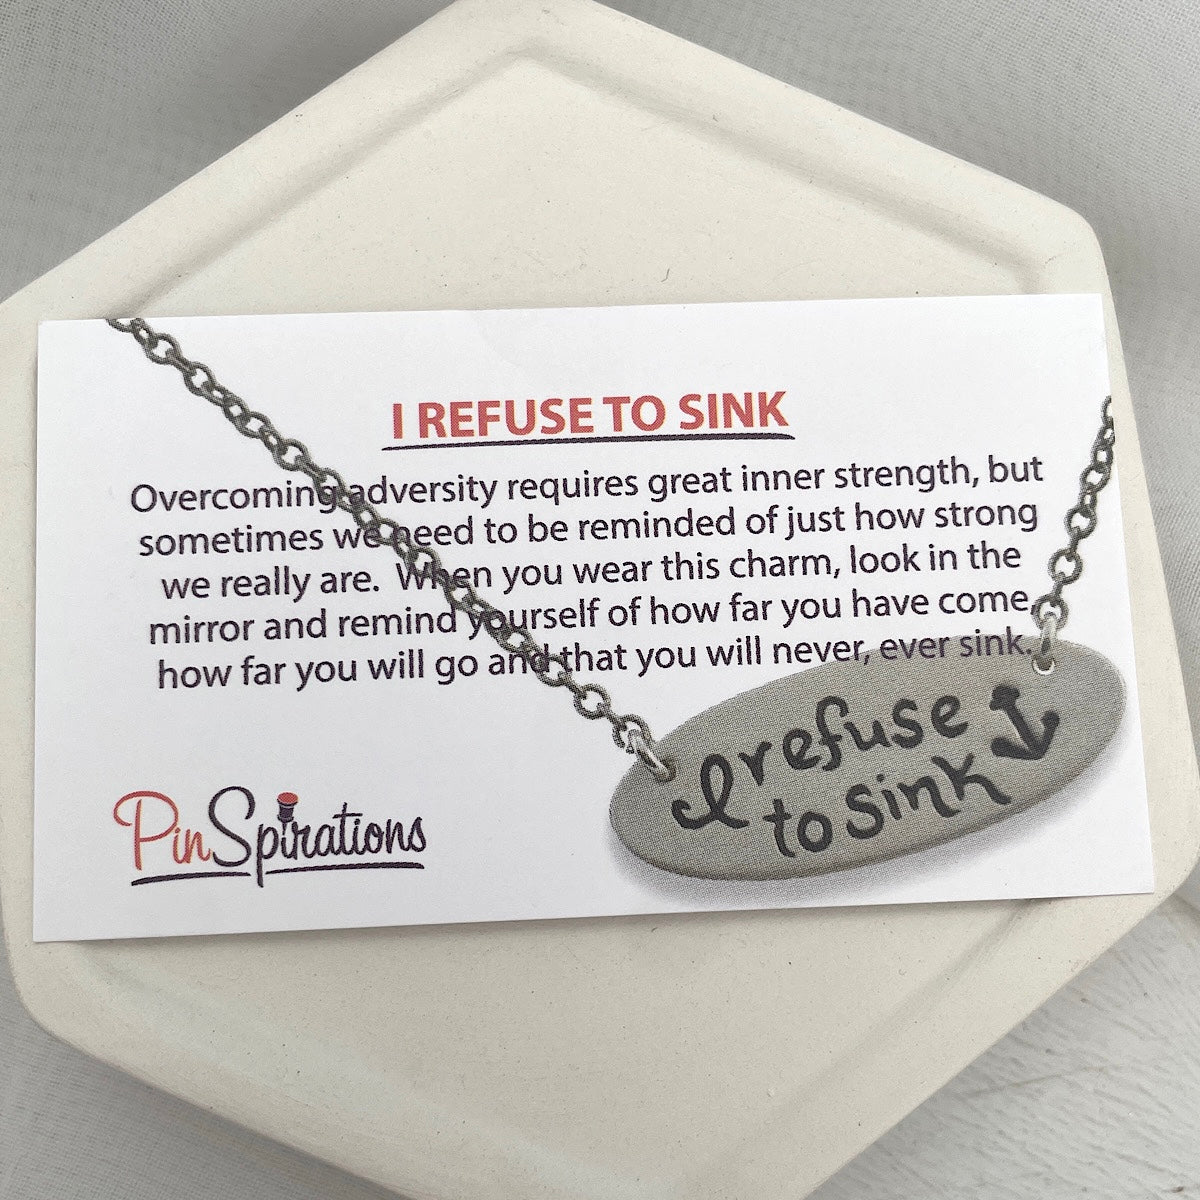 I REFUSE TO SINK
Overcoming adversity requires great inner strength, but
sometimes we need to be reminded of just how strong
we really are. When you wear this charm, look in the
mirror and remind yourself of how far you have come,
how far you will go and that you will never, ever sink.
I refuse
to sink
PinSpirations